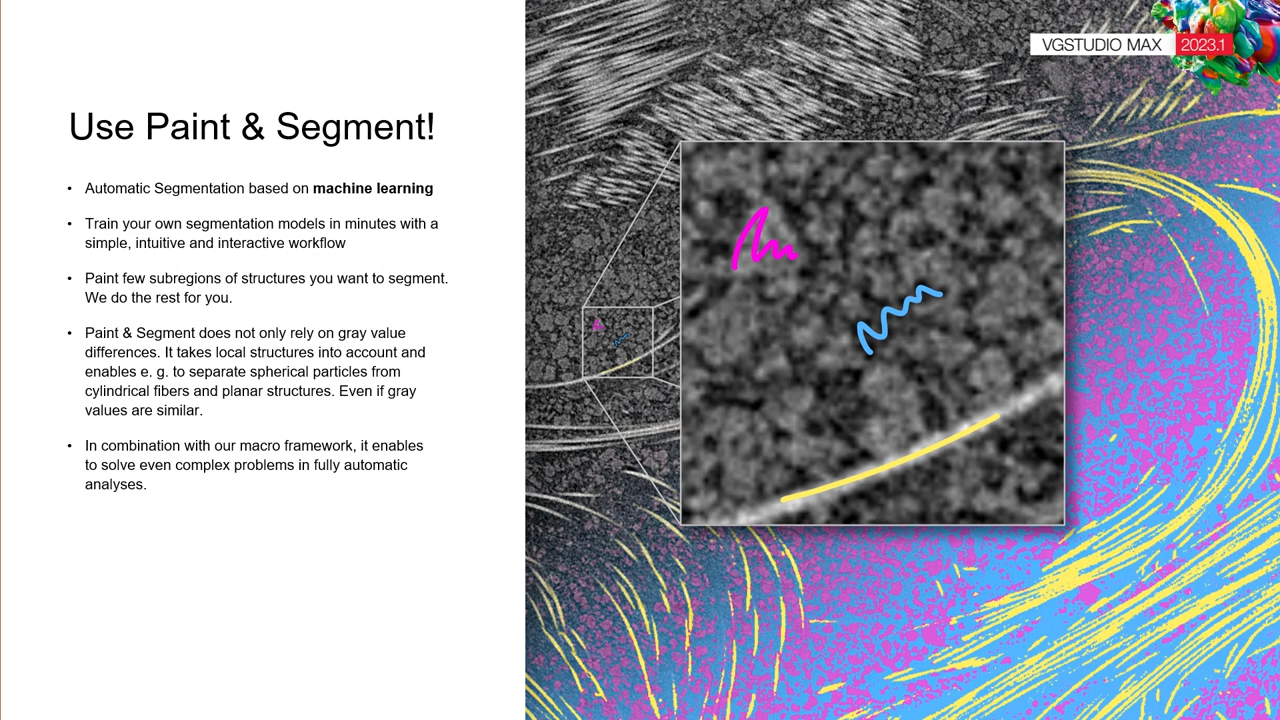 VGSTUDIO MAX 2023.1
Use Paint & Segment!
• Automatic Segmentation based on machine learning
• Train your own segmentation models in minutes with a
simple, intuitive and interactive workflow
• Paint few subregions of structures you want to segment.
We do the rest for you.
• Paint & Segment does not only rely on gray value
differences. It takes local structures into account and
enables e. g. to separate spherical particles from
cylindrical fibers and planar structures. Even if gray
values are similar.
• In combination with our macro framework, it enables
to solve even complex problems in fully automatic
analyses.